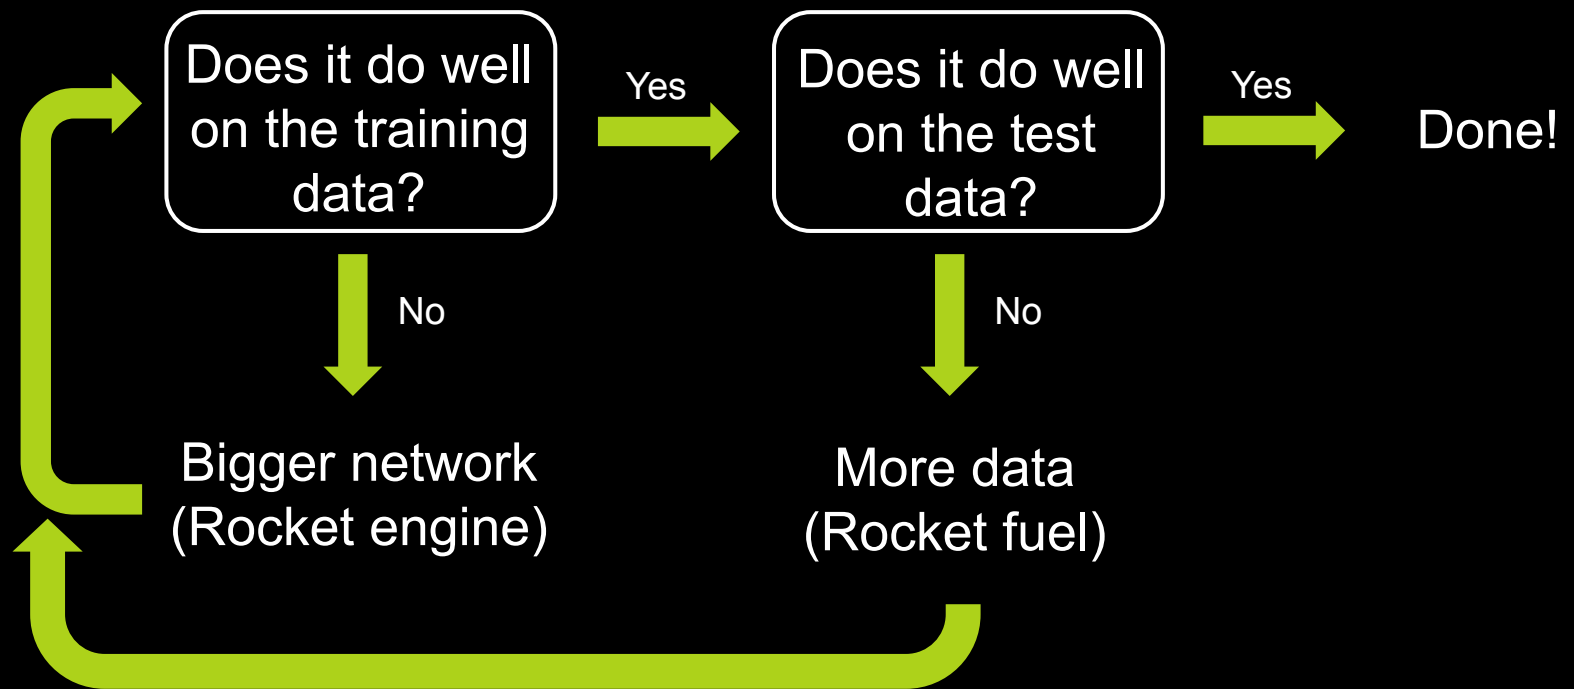 Does it do well
on the training
data?
Yes
Does it do well
on the test
data?
Yes
Done!
No
No
Bigger network
(Rocket engine)
More data
(Rocket fuel)